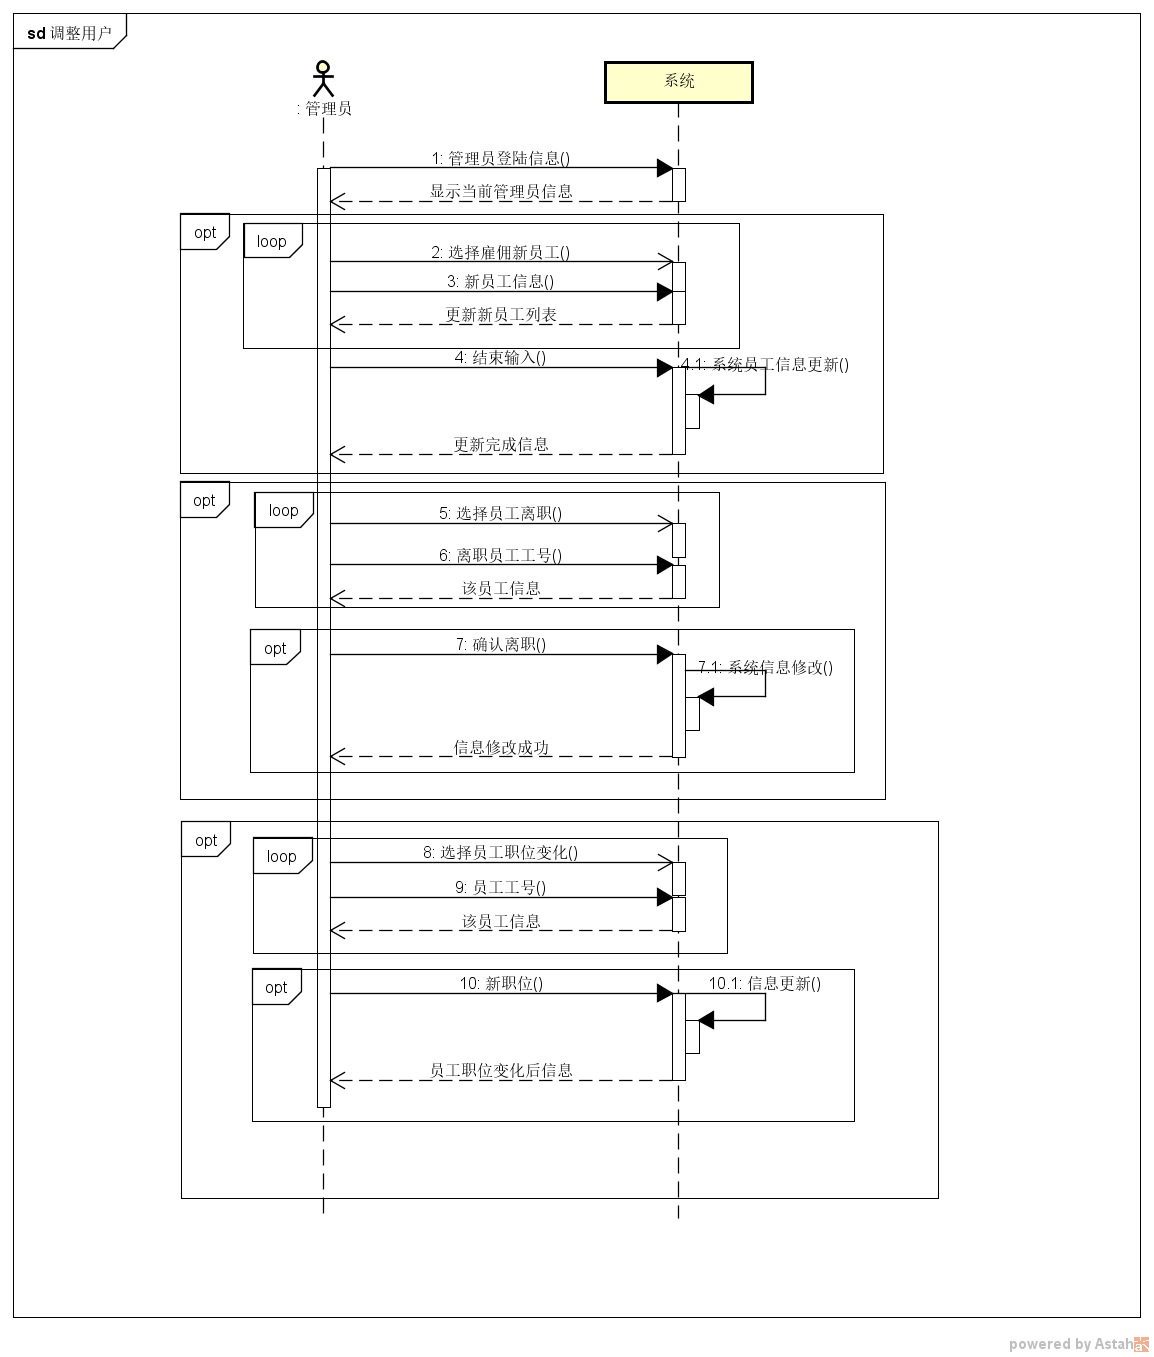 sd 调整用户
系统
: 管理员
1: 管理员登陆信息()
显示当前管理员信息
opt
loop
2: 选择雇佣新员工()
3: 新员工信息()
更新新员工列表
4: 结束输入()
4.1: 系统员工信息更新()
更新完成信息
opt
loop
5: 选择员工离职()
6: 离职员工工号()
该员工信息
opt
7: 确认离职()
7.1: 系统信息修改()
信息修改成功
opt
loop
8: 选择员工职位变化()
9: 员工工号()
该员工信息
opt
10: 新职位()
10.1: 信息更新()
员工职位变化后信息
powered by Astah